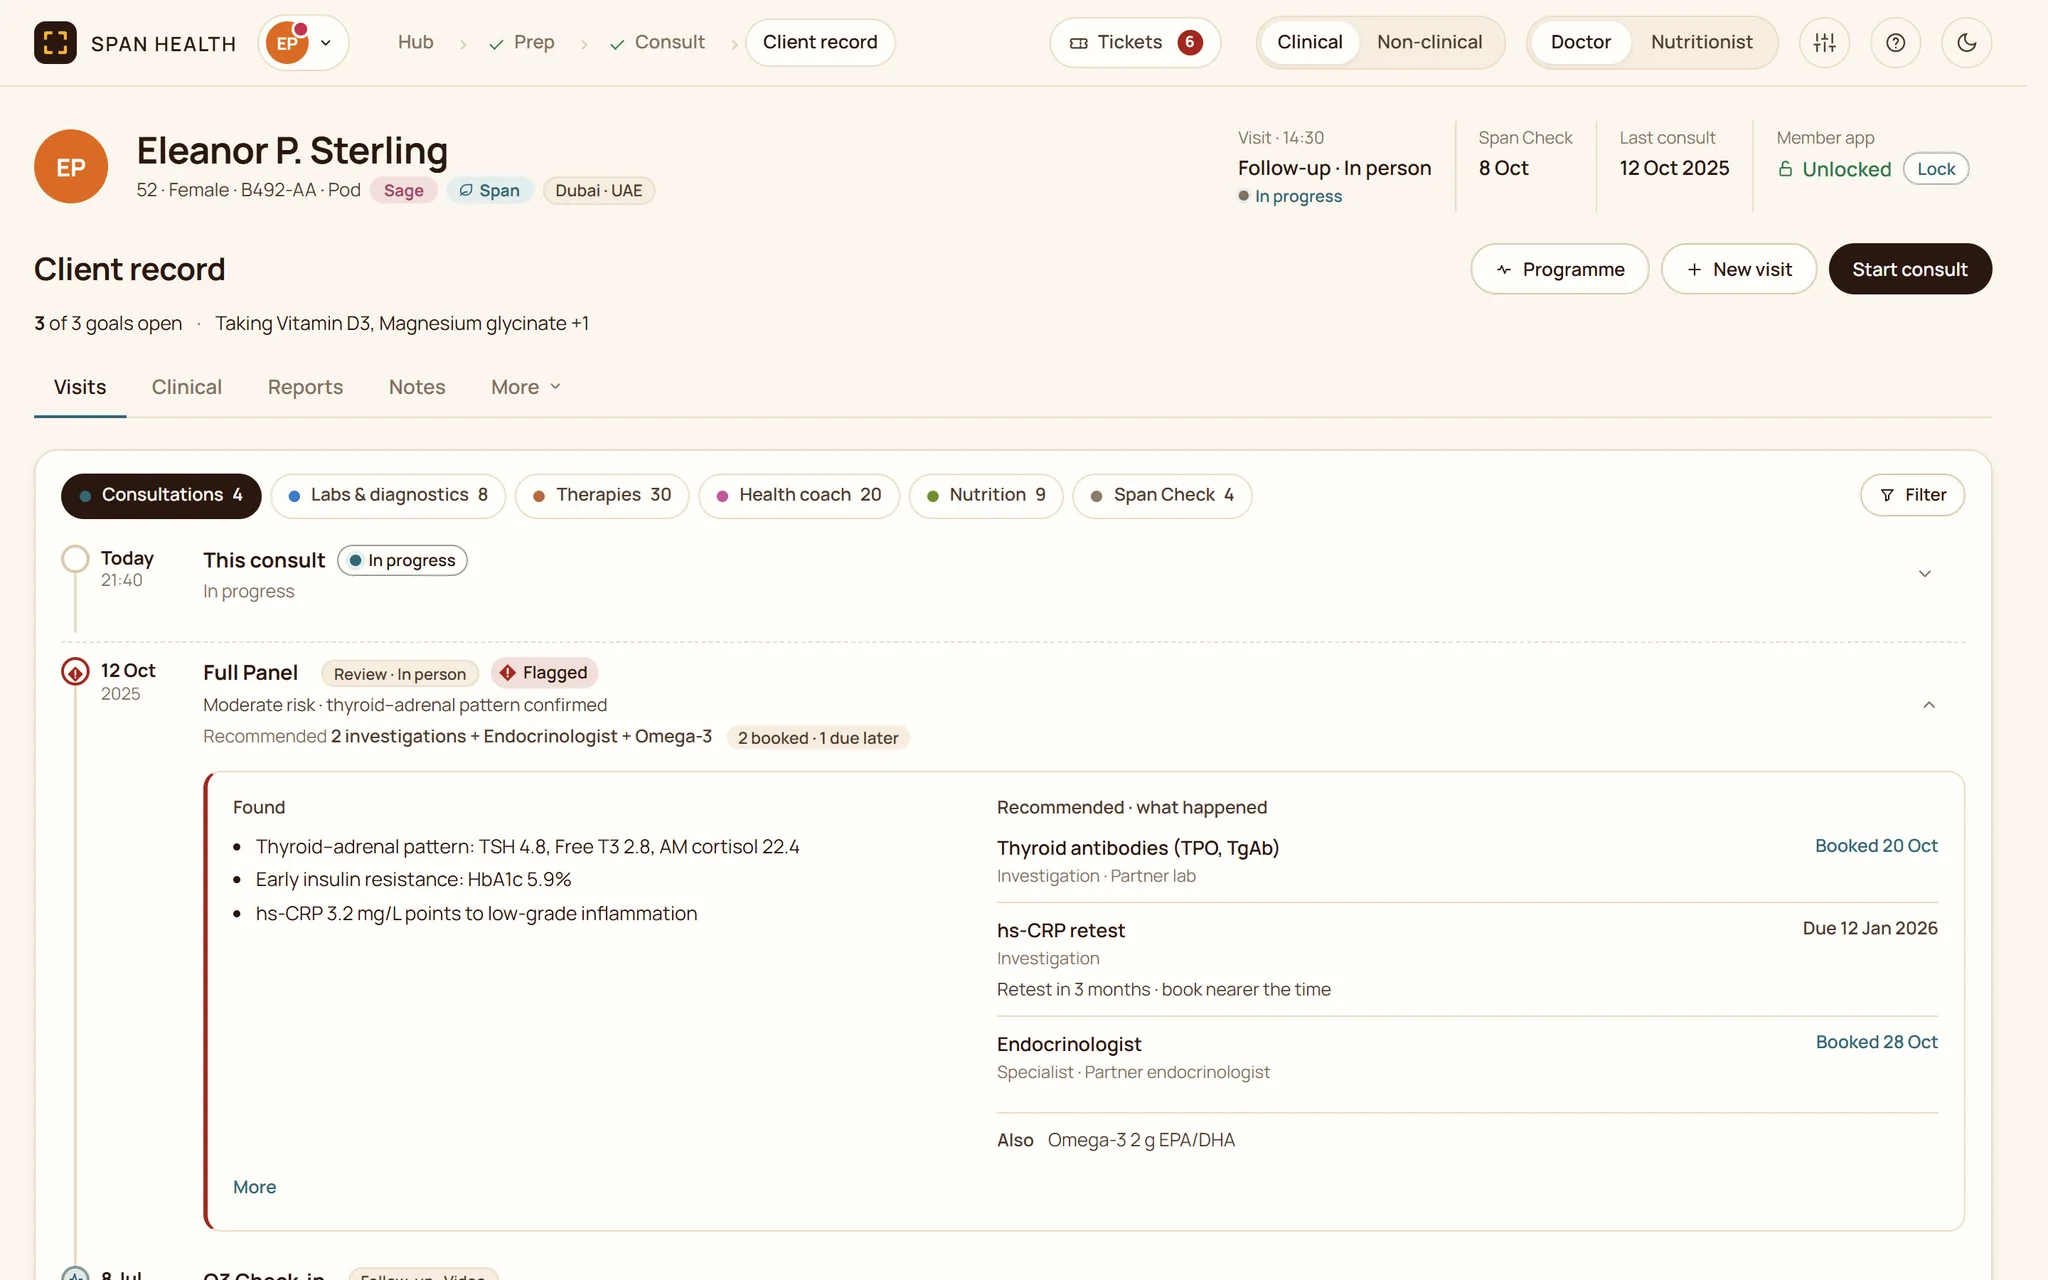 SPAN HEALTH
EP
Hub
Prep
Consult
Client record
Tickets 6
Clinical
Non-clinical
Doctor
Nutritionist
EP
Eleanor P. Sterling
52 · Female · B492-AA · Pod Sage Span Dubai · UAE
Visit · 14:30
Follow-up · In person
In progress
Span Check
8 Oct
Last consult
12 Oct 2025
Member app
Unlocked Lock
Client record
Programme
New visit
Start consult
3 of 3 goals open · Taking Vitamin D3, Magnesium glycinate +1
Visits
Clinical
Reports
Notes
More
Consultations 4
Labs & diagnostics 8
Therapies 30
Health coach 20
Nutrition 9
Span Check 4
Filter
Today
21:40
This consult In progress
In progress
12 Oct
2025
Full Panel Review · In person Flagged
Moderate risk · thyroid–adrenal pattern confirmed
Recommended 2 investigations + Endocrinologist + Omega-3 2 booked · 1 due later
Found
• Thyroid–adrenal pattern: TSH 4.8, Free T3 2.8, AM cortisol 22.4
• Early insulin resistance: HbA1c 5.9%
• hs-CRP 3.2 mg/L points to low-grade inflammation
More
Recommended · what happened
Thyroid antibodies (TPO, TgAb) Booked 20 Oct
Investigation · Partner lab
hs-CRP retest Due 12 Jan 2026
Investigation
Retest in 3 months · book nearer the time
Endocrinologist Booked 28 Oct
Specialist · Partner endocrinologist
Also Omega-3 2 g EPA/DHA
8 Jul
Q3 Check-in Follow-up · Video